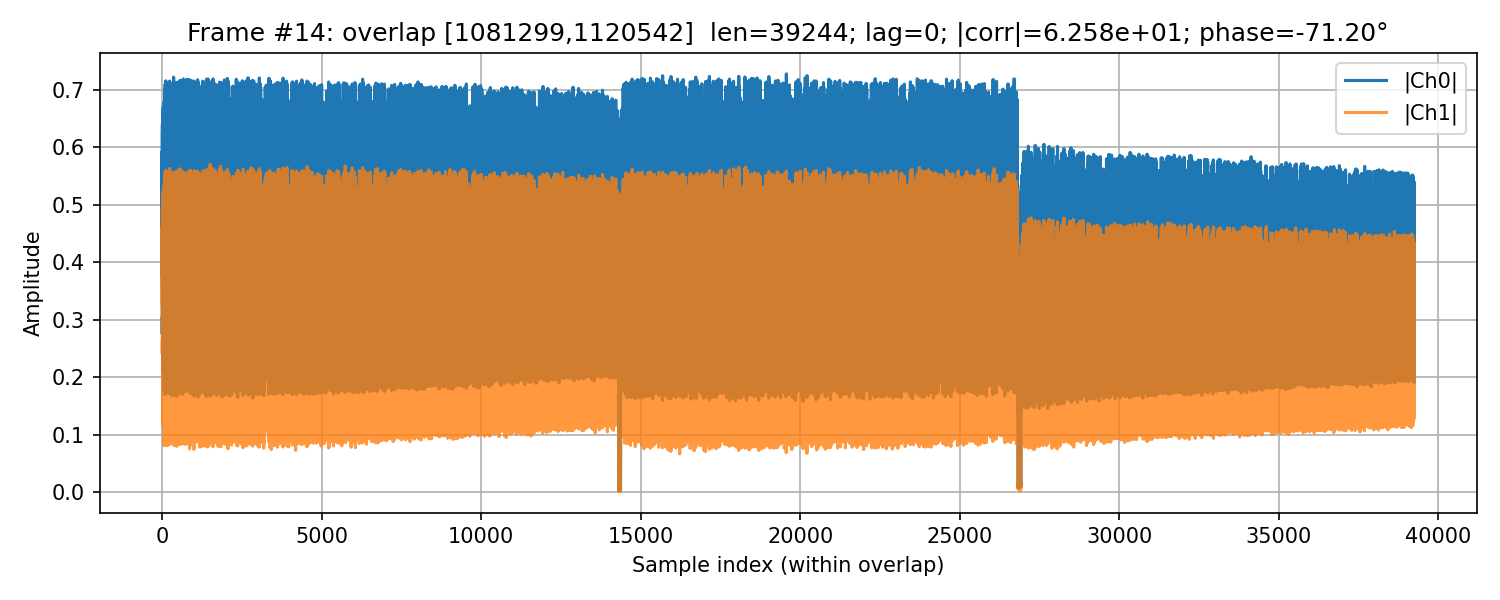 Frame #14: overlap [1081299,1120542]  len=39244; lag=0; |corr|=6.258e+01; phase=-71.20°
|Ch0|
|Ch1|
Amplitude
0.7
0.6
0.5
0.4
0.3
0.2
0.1
0.0
0 5000 10000 15000 20000 25000 30000 35000 40000
Sample index (within overlap)